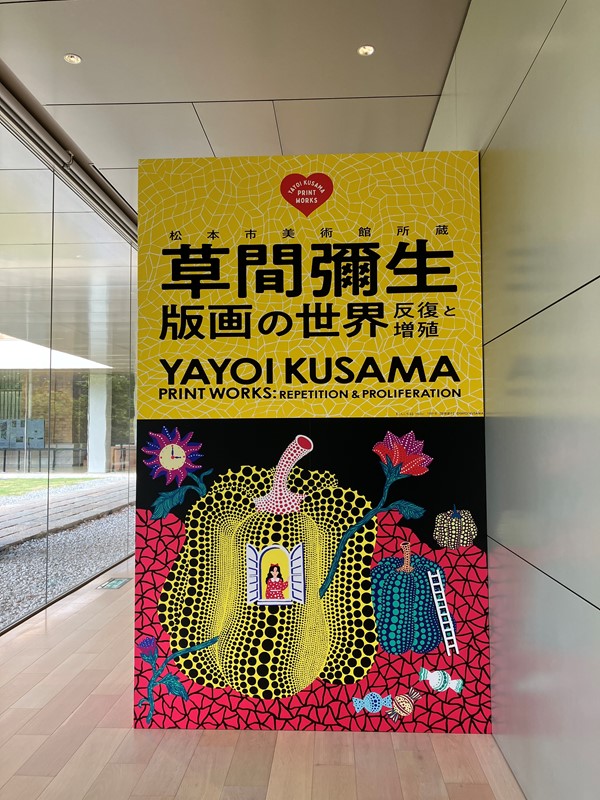 YAYOI KUSAMA
PRINT
WORKS
松本市美術館所蔵
草間彌生
版画の世界 反復と
増殖
YAYOI KUSAMA
PRINT WORKS: REPETITION & PROLIFERATION